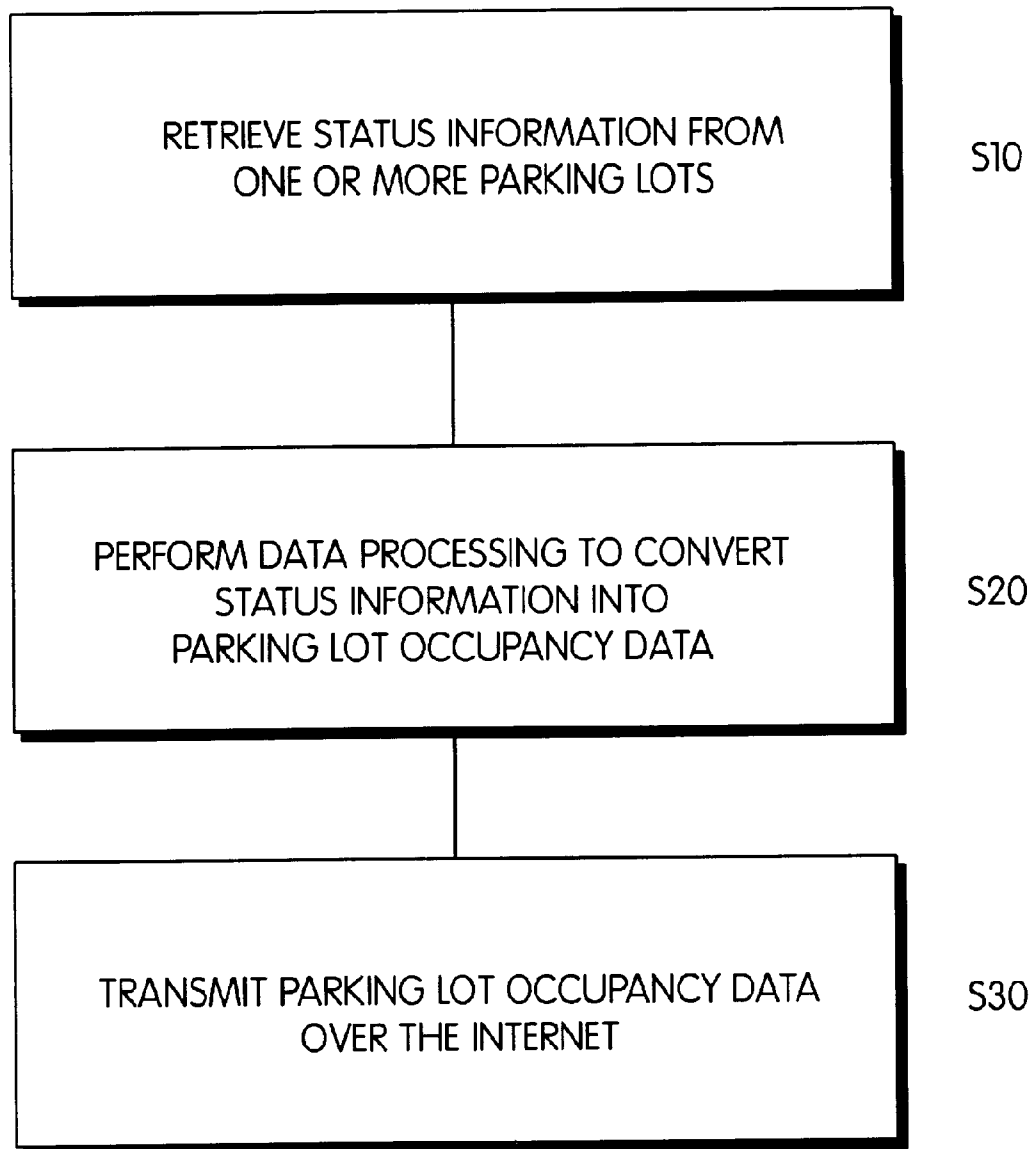 RETRIEVE STATUS INFORMATION FROM
ONE OR MORE PARKING LOTS
S10
PERFORM DATA PROCESSING TO CONVERT
STATUS INFORMATION INTO
PARKING LOT OCCUPANCY DATA
S20
TRANSMIT PARKING LOT OCCUPANCY DATA
OVER THE INTERNET
S30